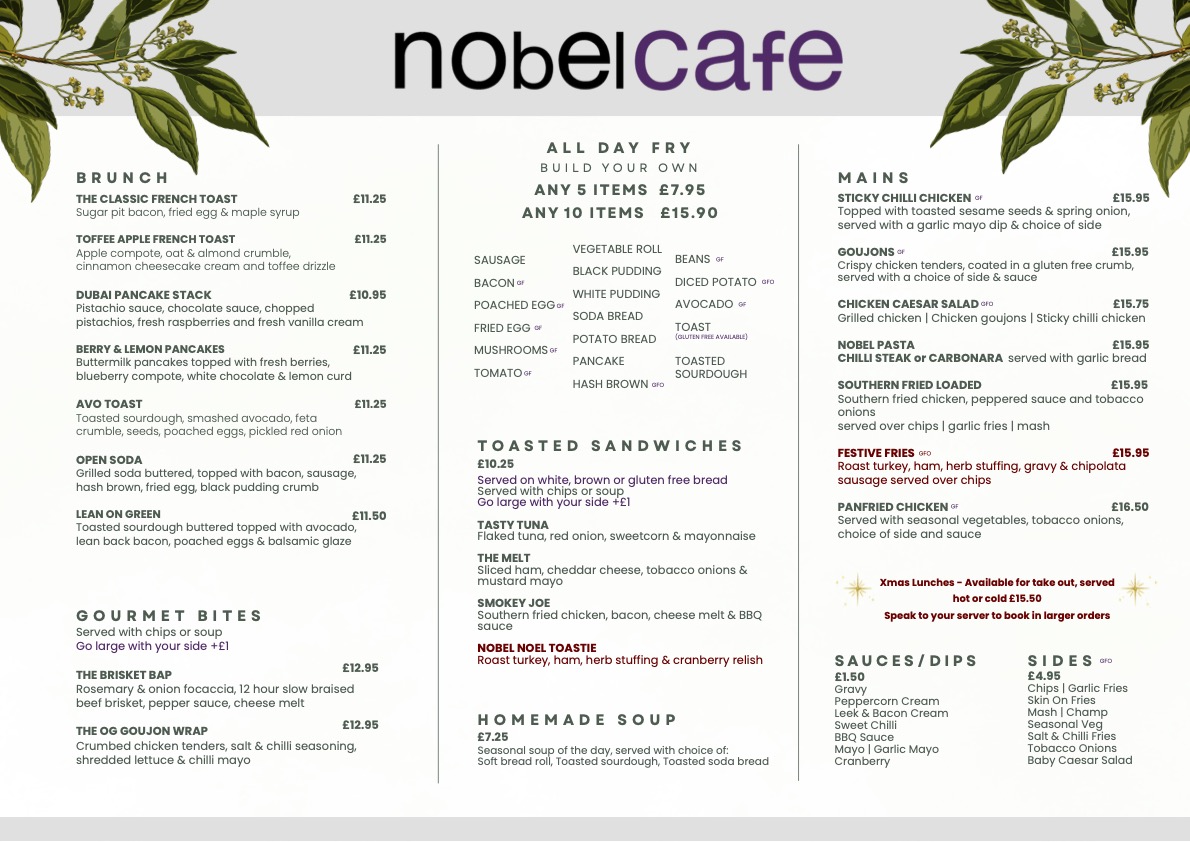 nobelcafe
BRUNCH
THE CLASSIC FRENCH TOAST £11.25
Sugar pit bacon, fried egg & maple syrup
TOFFEE APPLE FRENCH TOAST £11.25
Apple compote, oat & almond crumble,
cinnamon cheesecake cream and toffee drizzle
DUBAI PANCAKE STACK £10.95
Pistachio sauce, chocolate sauce, chopped
pistachios, fresh raspberries and fresh vanilla cream
BERRY & LEMON PANCAKES £11.25
Buttermilk pancakes topped with fresh berries,
blueberry compote, white chocolate & lemon curd
AVO TOAST £11.25
Toasted sourdough, smashed avocado, feta
crumble, seeds, poached eggs, pickled red onion
OPEN SODA £11.25
Grilled soda buttered, topped with bacon, sausage,
hash brown, fried egg, black pudding crumb
LEAN ON GREEN £11.50
Toasted sourdough buttered topped with avocado,
lean back bacon, poached eggs & balsamic glaze
GOURMET BITES
Served with chips or soup
Go large with your side +£1
THE BRISKET BAP £12.95
Rosemary & onion focaccia, 12 hour slow braised
beef brisket, pepper sauce, cheese melt
THE OG GOUJON WRAP £12.95
Crumbed chicken tenders, salt & chilli seasoning,
shredded lettuce & chilli mayo
ALL DAY FRY
BUILD YOUR OWN
ANY 5 ITEMS £7.95
ANY 10 ITEMS £15.90
SAUSAGE
BACON GF
POACHED EGG GF
FRIED EGG GF
MUSHROOMS GF
TOMATO GF
VEGETABLE ROLL
BLACK PUDDING
WHITE PUDDING
SODA BREAD
POTATO BREAD
PANCAKE
HASH BROWN GFO
BEANS GF
DICED POTATO GFO
AVOCADO GF
TOAST
(GLUTEN FREE AVAILABLE)
TOASTED
SOURDOUGH
TOASTED SANDWICHES
£10.25
Served on white, brown or gluten free bread
Served with chips or soup
Go large with your side +£1
TASTY TUNA
Flaked tuna, red onion, sweetcorn & mayonnaise
THE MELT
Sliced ham, cheddar cheese, tobacco onions &
mustard mayo
SMOKEY JOE
Southern fried chicken, bacon, cheese melt & BBQ
sauce
NOBEL NOEL TOASTIE
Roast turkey, ham, herb stuffing & cranberry relish
HOMEMADE SOUP
£7.25
Seasonal soup of the day, served with choice of:
Soft bread roll, Toasted sourdough, Toasted soda bread
MAINS
STICKY CHILLI CHICKEN GF £15.95
Topped with toasted sesame seeds & spring onion,
served with a garlic mayo dip & choice of side
GOUJONS GF £15.95
Crispy chicken tenders, coated in a gluten free crumb,
served with a choice of side & sauce
CHICKEN CAESAR SALAD GFO £15.75
Grilled chicken | Chicken goujons | Sticky chilli chicken
NOBEL PASTA £15.95
CHILLI STEAK or CARBONARA served with garlic bread
SOUTHERN FRIED LOADED £15.95
Southern fried chicken, peppered sauce and tobacco
onions
served over chips | garlic fries | mash
FESTIVE FRIES GFO £15.95
Roast turkey, ham, herb stuffing, gravy & chipolata
sausage served over chips
PANFRIED CHICKEN GF £16.50
Served with seasonal vegetables, tobacco onions,
choice of side and sauce
Xmas Lunches - Available for take out, served
hot or cold £15.50
Speak to your server to book in larger orders
SAUCES/DIPS
£1.50
Gravy
Peppercorn Cream
Leek & Bacon Cream
Sweet Chilli
BBQ Sauce
Mayo | Garlic Mayo
Cranberry
SIDES GFO
£4.95
Chips | Garlic Fries
Skin On Fries
Mash | Champ
Seasonal Veg
Salt & Chilli Fries
Tobacco Onions
Baby Caesar Salad